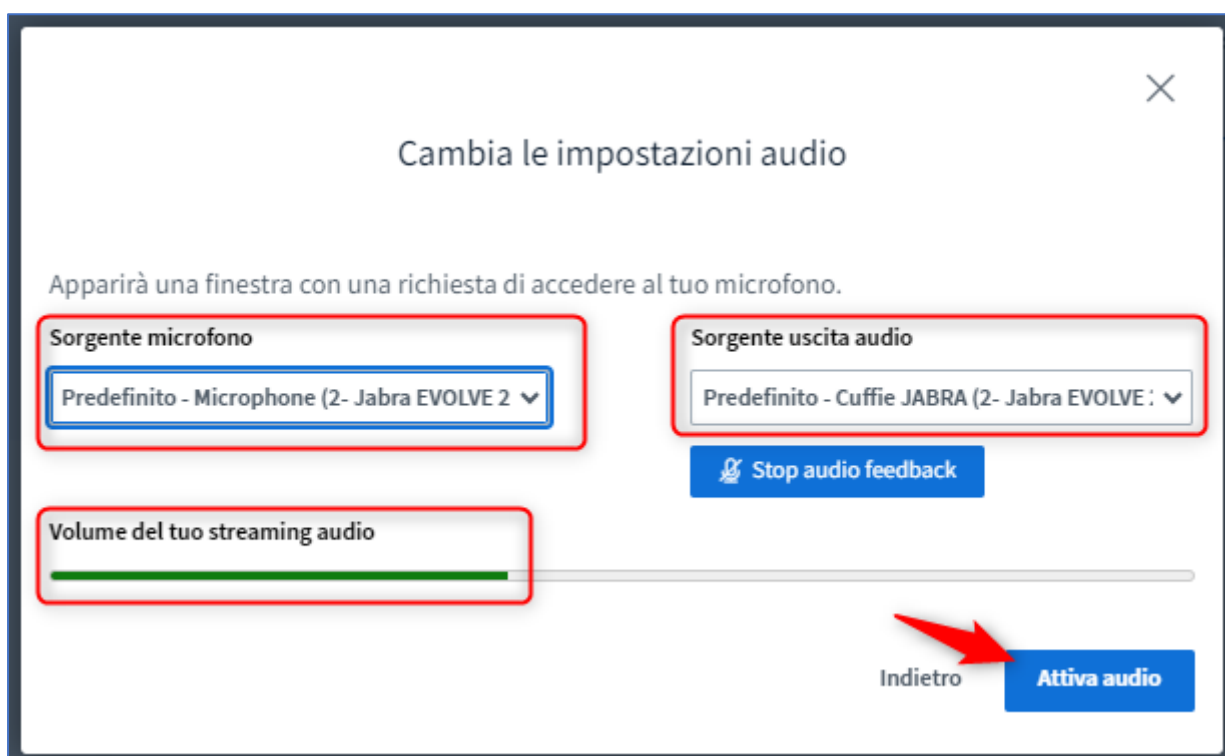 Cambia le impostazioni audio
Apparirà una finestra con una richiesta di accedere al tuo microfono.
Sorgente microfono
Sorgente uscita audio
Predefinito - Microphone (2- Jabra EVOLVE 2
Predefinito - Cuffie JABRA (2- Jabra EVOLVE
Stop audio feedback
Volume del tuo streaming audio
Indietro
Attiva audio